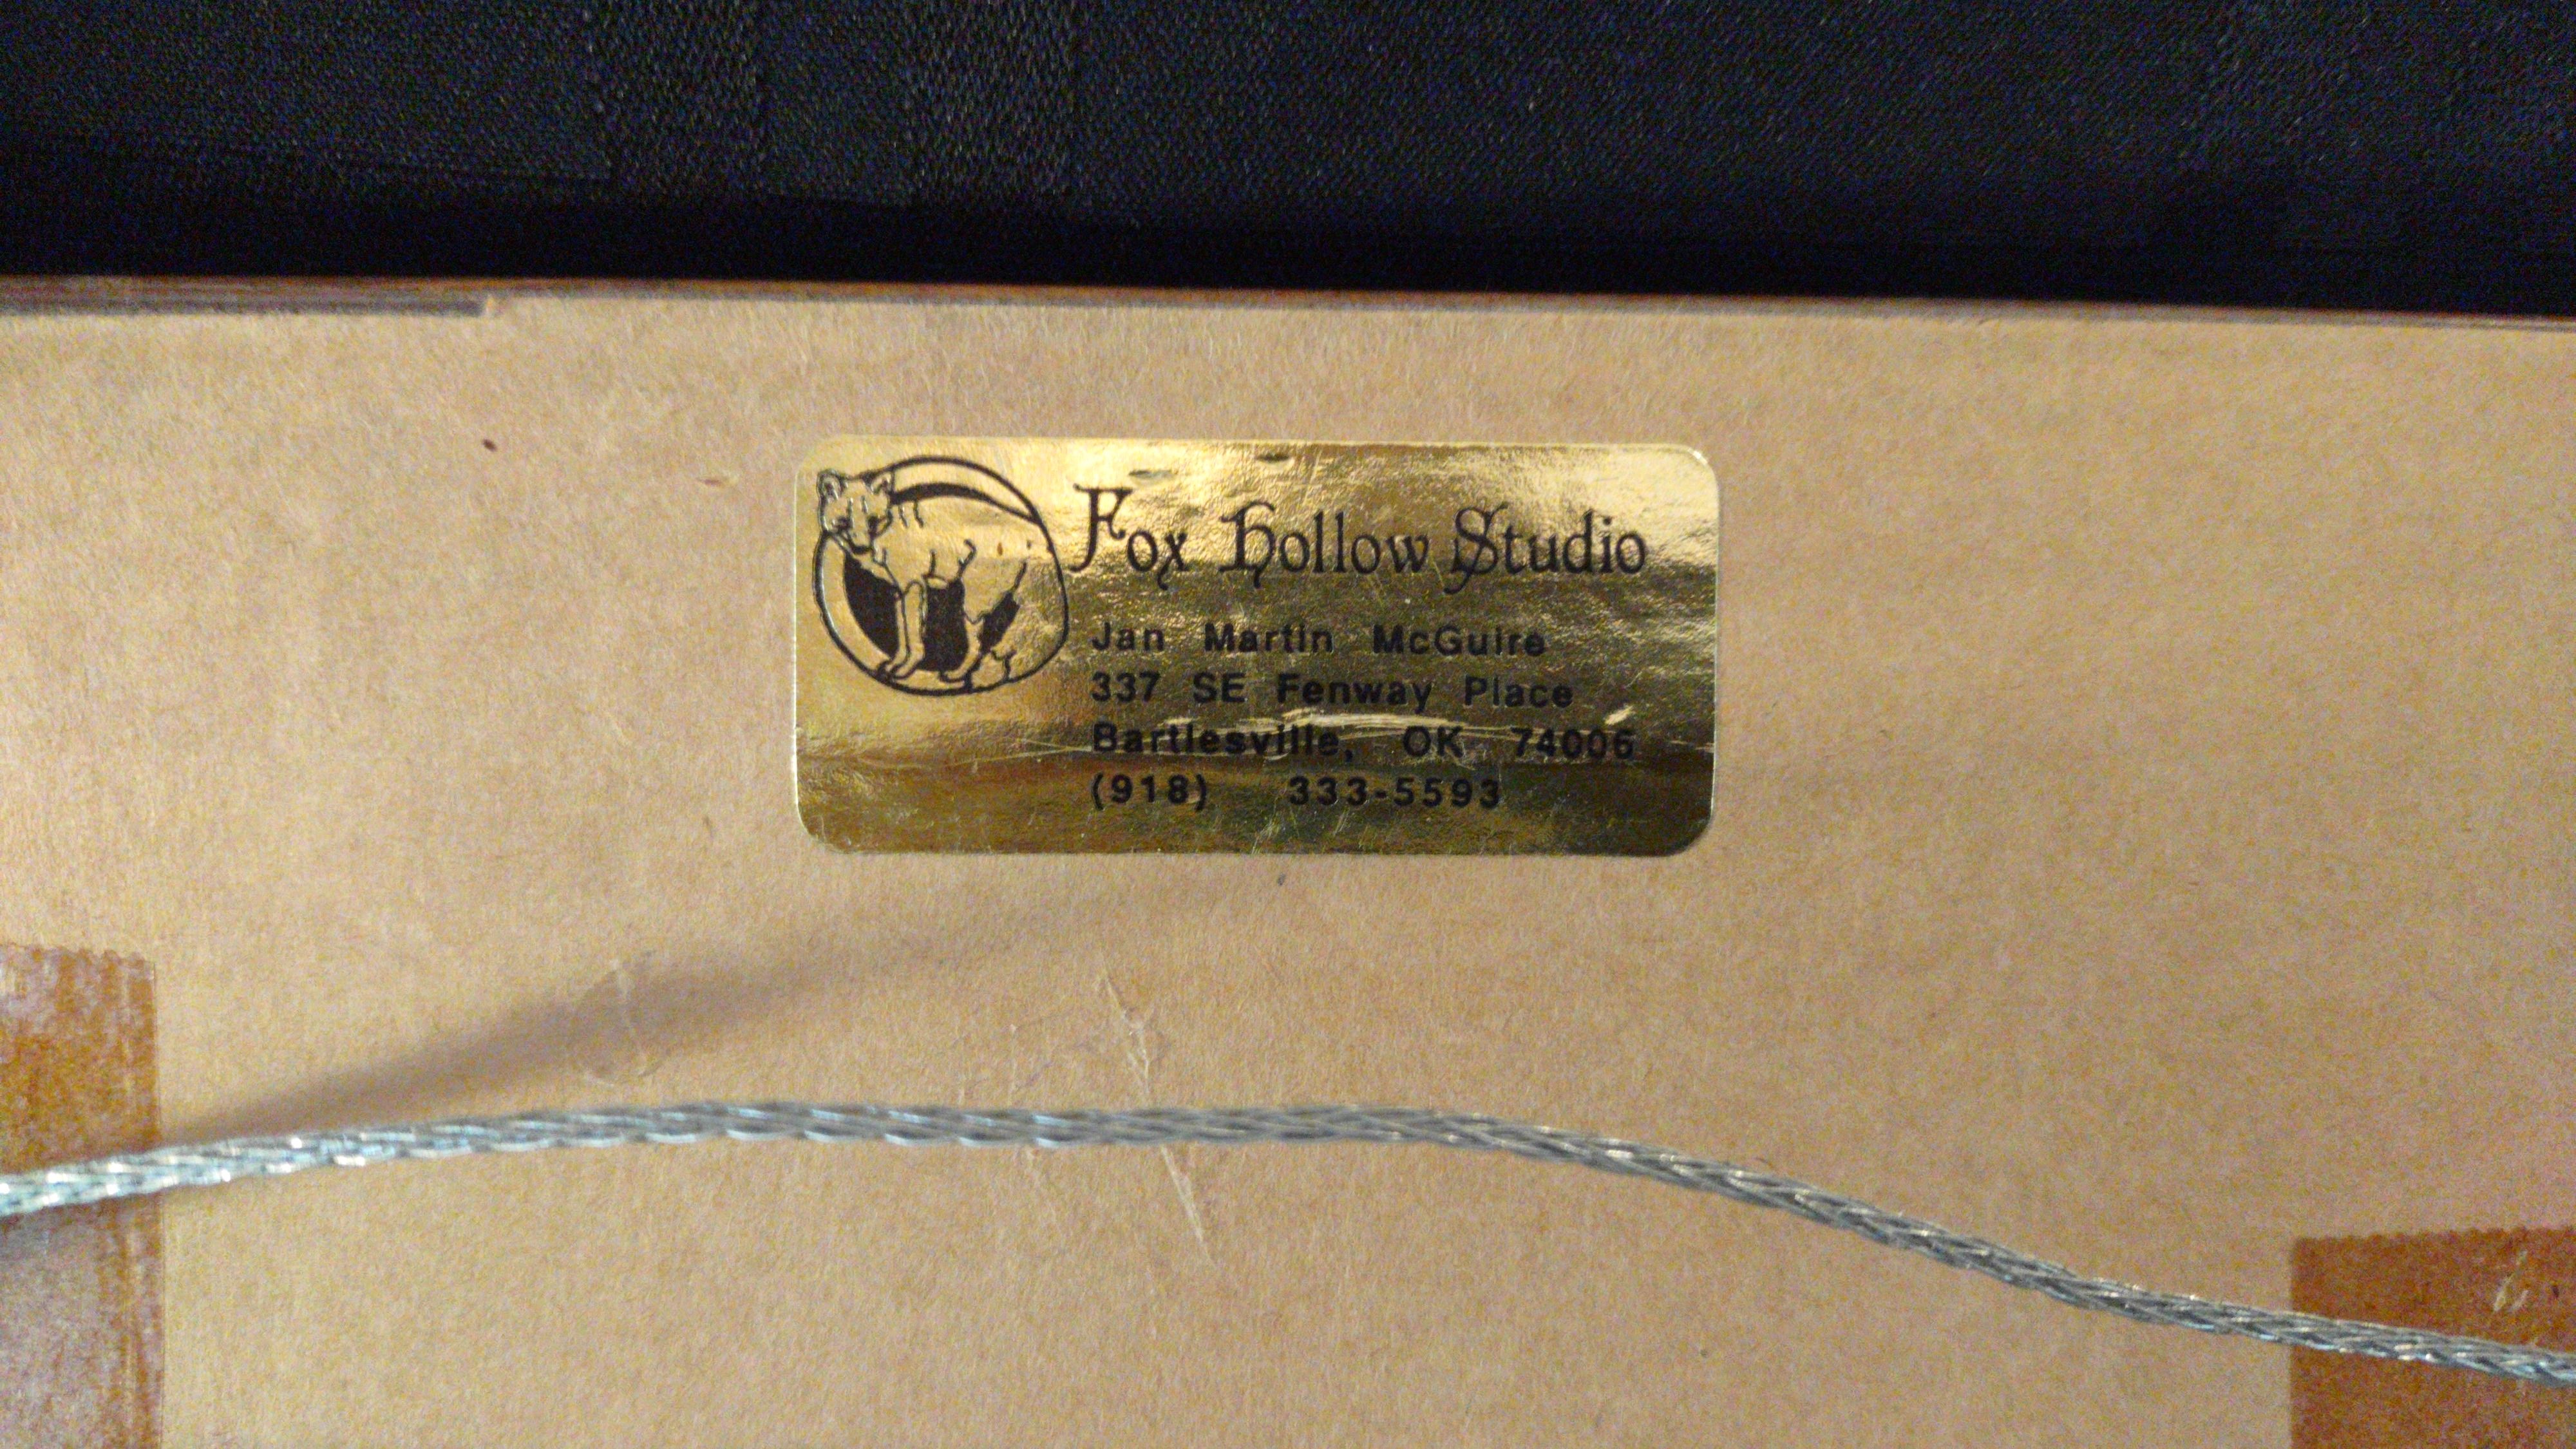 Fox Hollow Studio
Jan Martin McGuire
337 SE Fenway Place
Bartlesville, OK 74006
(918) 333-5593